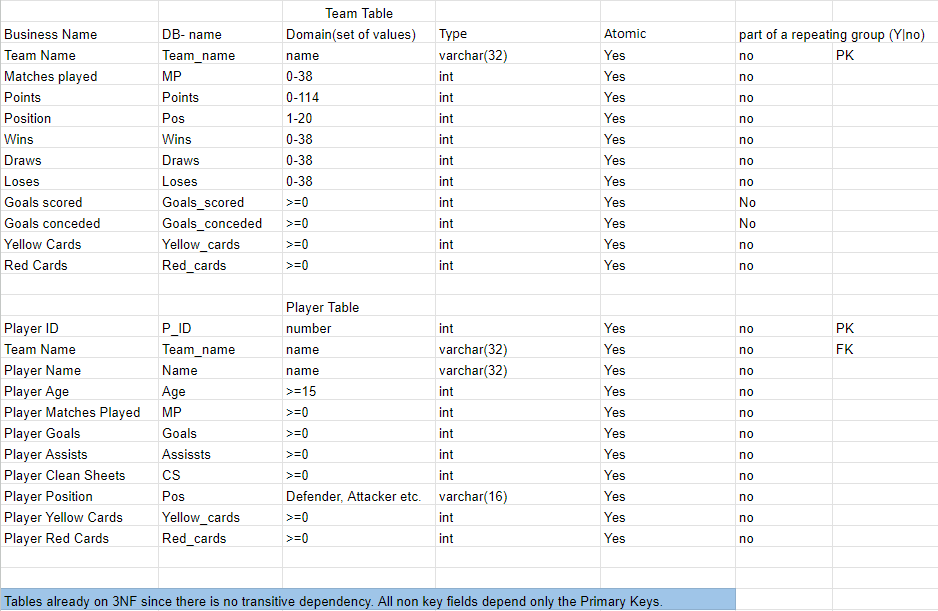 Team Table
Business Name DB- name Domain(set of values) Type Atomic part of a repeating group (Y|no)
Team Name Team_name name varchar(32) Yes no PK
Matches played MP 0-38 int Yes no
Points Points 0-114 int Yes no
Position Pos 1-20 int Yes no
Wins Wins 0-38 int Yes no
Draws Draws 0-38 int Yes no
Loses Loses 0-38 int Yes no
Goals scored Goals_scored >=0 int Yes No
Goals conceded Goals_conceded >=0 int Yes No
Yellow Cards Yellow_cards >=0 int Yes no
Red Cards Red_cards >=0 int Yes no
Player Table
Player ID P_ID number int Yes no PK
Team Name Team_name name varchar(32) Yes no FK
Player Name Name name varchar(32) Yes no
Player Age Age >=15 int Yes no
Player Matches Played MP >=0 int Yes no
Player Goals Goals >=0 int Yes no
Player Assists Assissts >=0 int Yes no
Player Clean Sheets CS >=0 int Yes no
Player Position Pos Defender, Attacker etc. varchar(16) Yes no
Player Yellow Cards Yellow_cards >=0 int Yes no
Player Red Cards Red_cards >=0 int Yes no
Tables already on 3NF since there is no transitive dependency. All non key fields depend only the Primary Keys.